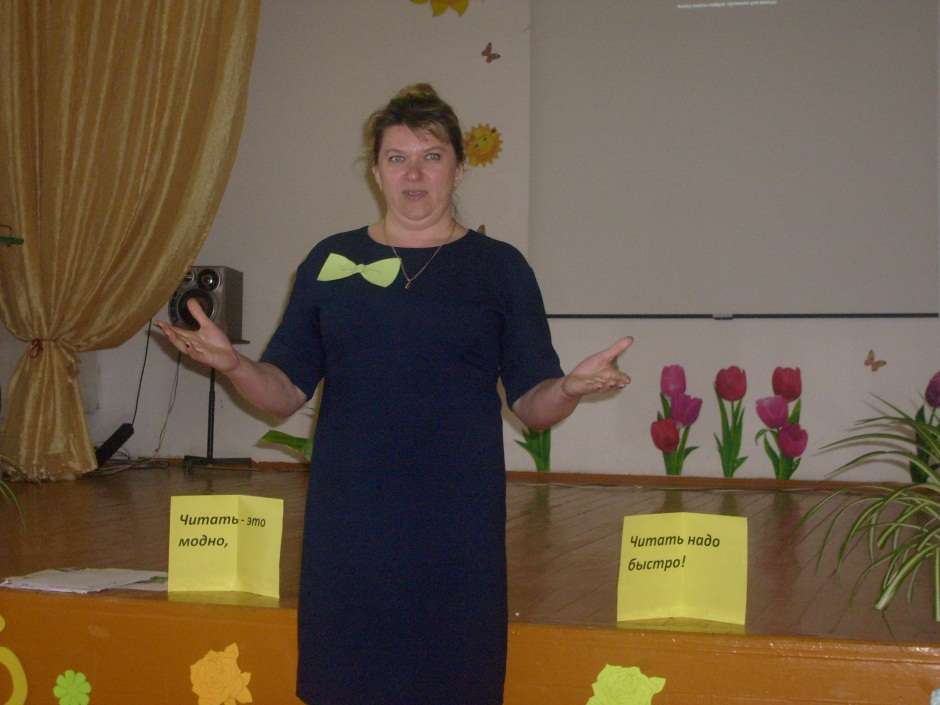 Читать - это
модно,
Читать надо
быстро!